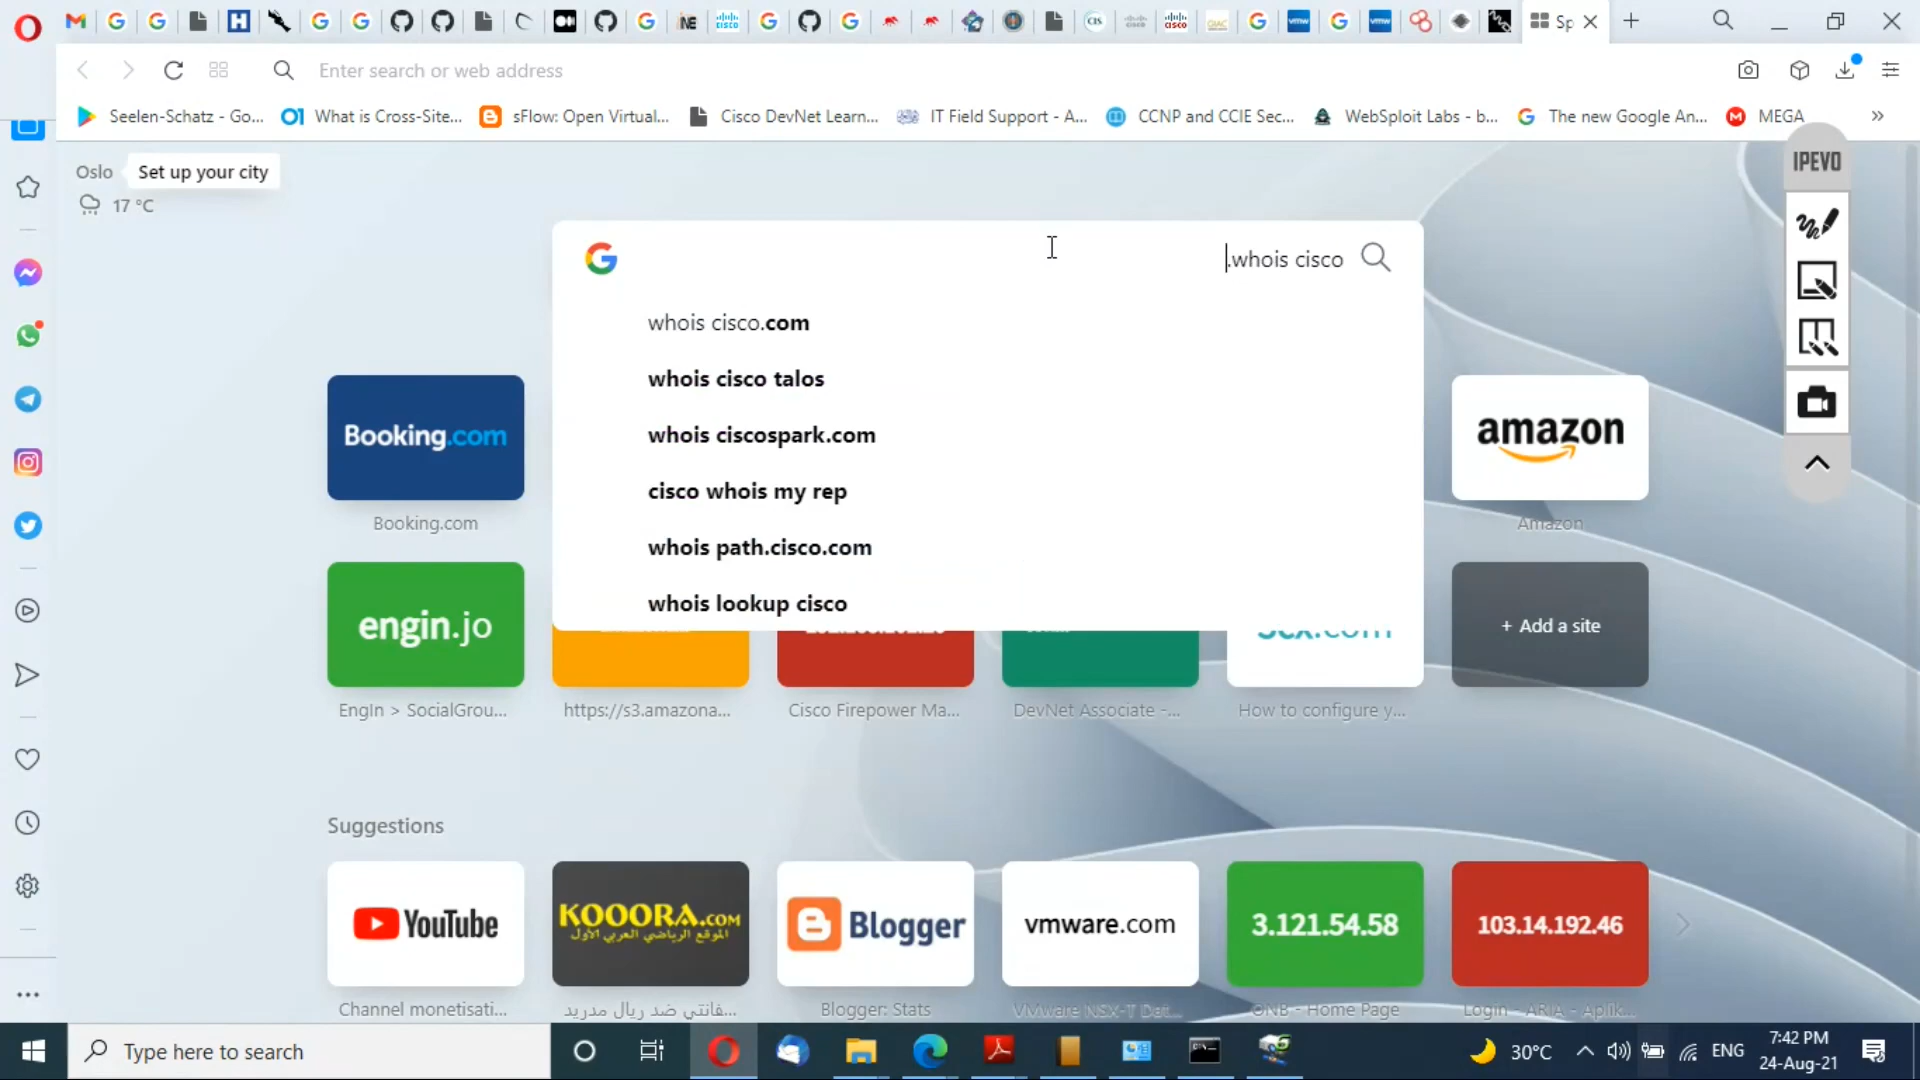 Sp
Enter search or web address
Seelen-Schatz - Go...
What is Cross-Site...
sFlow: Open Virtual...
Cisco DevNet Learn...
IT Field Support - A...
CCNP and CCIE Sec...
WebSploit Labs - b...
The new Google An...
MEGA
IPEVO
Oslo
Set up your city
17 °C
.whois cisco
whois cisco.com
whois cisco talos
whois ciscospark.com
cisco whois my rep
whois path.cisco.com
whois lookup cisco
Booking.com
amazon
Booking.com
Amazon
engin.jo
+ Add a site
EngIn > SocialGrou...
https://s3.amazona...
Cisco Firepower Ma...
DevNet Associate -...
How to configure y...
Suggestions
YouTube
KOOORA.COM
الموقع الرياضي العربي الأول
Blogger
vmware.com
3.121.54.58
103.14.192.46
Channel monetisati...
...فانتي ضد ريال مدريد
Blogger: Stats
VMware NSX-T Dat...
ONB - Home Page
Login - ARIA - Aplik...
Type here to search
30°C
ENG
7:42 PM
24-Aug-21